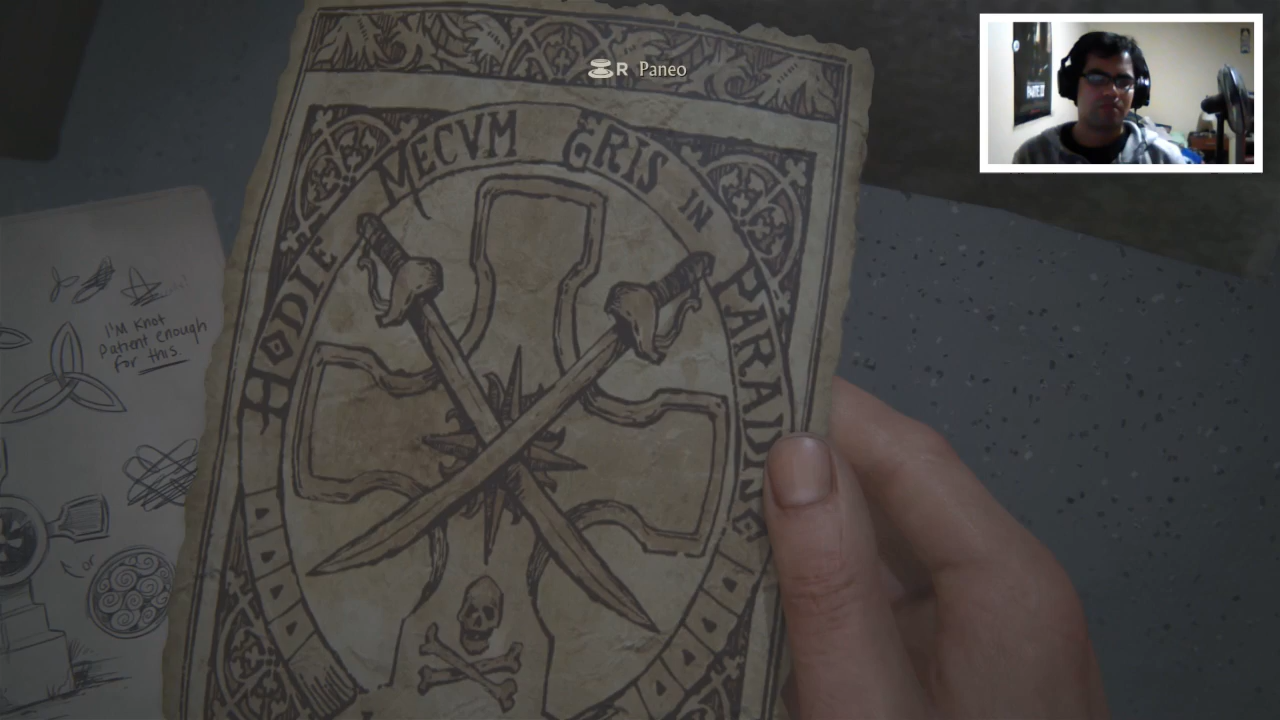 R Paneo
HODIE MECVM ERIS IN PARADISO
I'M Knot
Patient enough
for this.
or